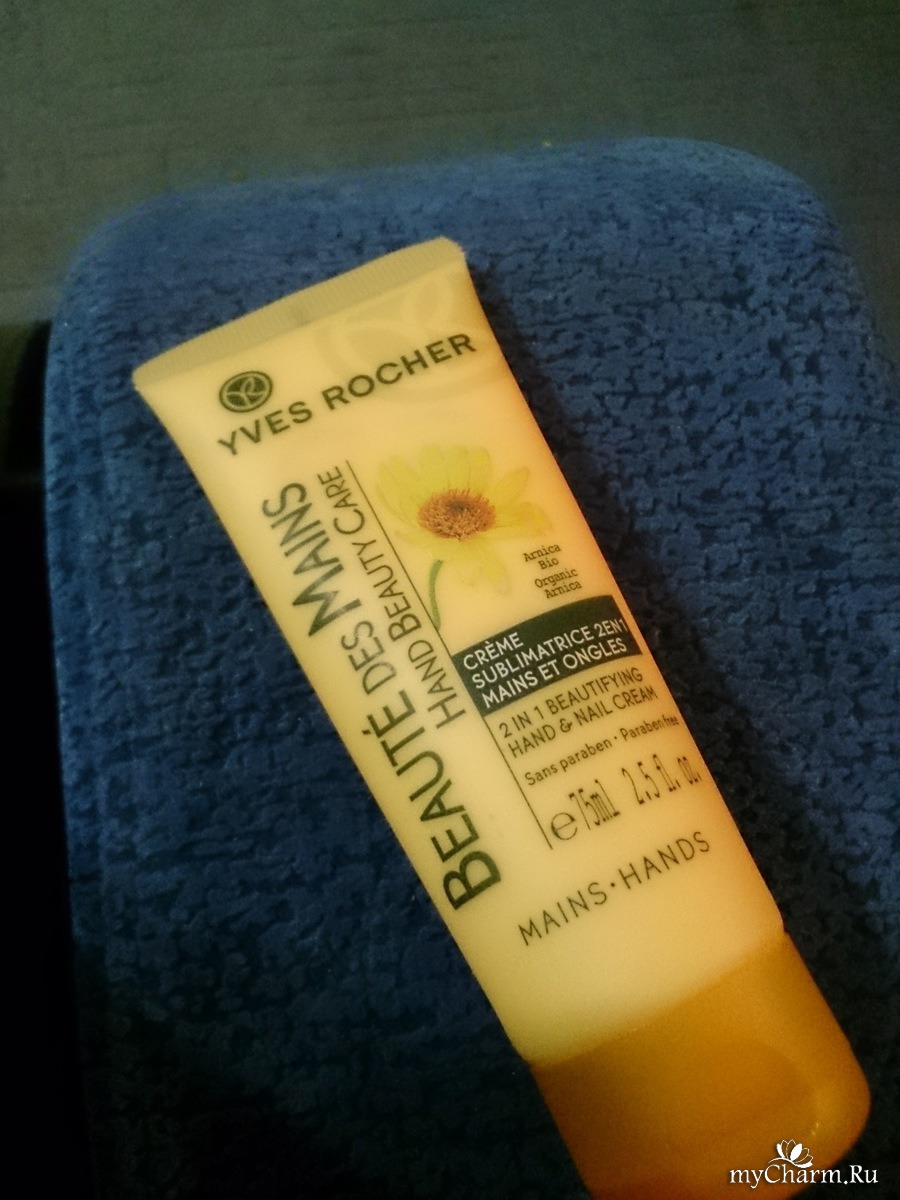 YVES ROCHER
BEAUTÉ DES MAINS
HAND BEAUTY CARE
Arnica
Bio
Organic
Arnica
CRÈME
SUBLIMATRICE 2EN1
MAINS ET ONGLES
2 IN 1 BEAUTIFYING
HAND & NAIL CREAM
Sans paraben · Paraben free
℮75ml 2.5 fl. oz.
MAINS · HANDS
myCharm.Ru